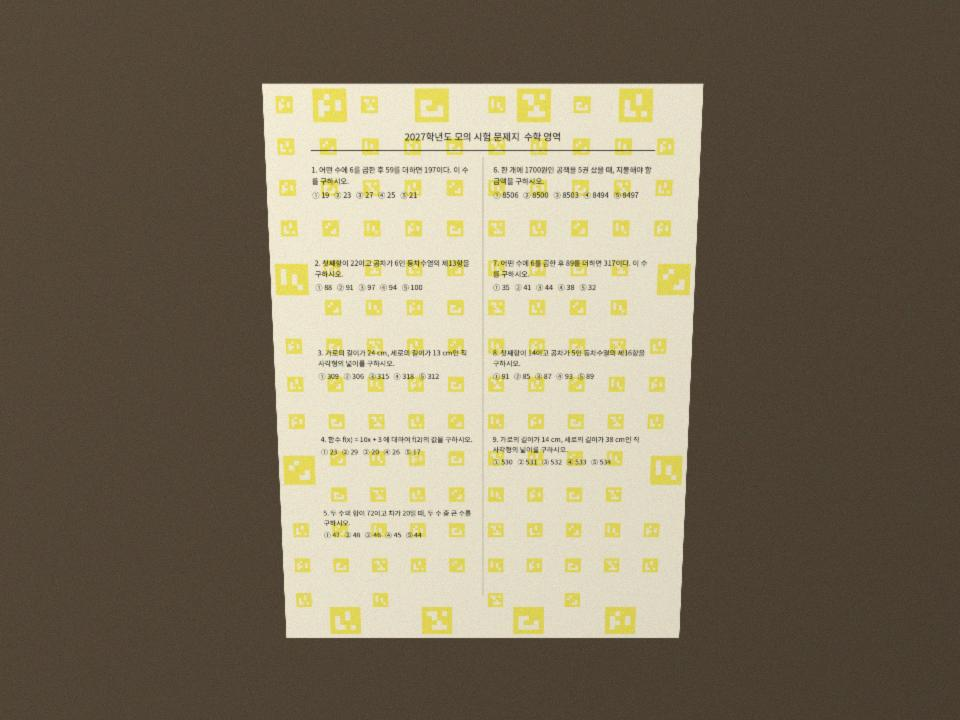 2027학년도 모의 시험 문제지 수학 영역
1. 어떤 수에 6을 곱한 후 59를 더하면 197이다. 이 수
를 구하시오.
① 19 ② 23 ③ 27 ④ 25 ⑤ 21
2. 첫째항이 22이고 공차가 6인 등차수열의 제13항을
구하시오.
① 88 ② 91 ③ 97 ④ 94 ⑤ 100
3. 가로의 길이가 24 cm, 세로의 길이가 13 cm인 직
사각형의 넓이를 구하시오.
① 309 ② 306 ③ 315 ④ 318 ⑤ 312
4. 함수 f(x) = 10x + 3 에 대하여 f(2)의 값을 구하시오.
① 23 ② 29 ③ 20 ④ 26 ⑤ 17
5. 두 수의 합이 72이고 차가 20일 때, 두 수 중 큰 수를
구하시오.
① 47 ② 48 ③ 46 ④ 45 ⑤ 44
6. 한 개에 1700원인 공책을 5권 샀을 때, 지불해야 할
금액을 구하시오.
① 8506 ② 8500 ③ 8503 ④ 8494 ⑤ 8497
7. 어떤 수에 6를 곱한 후 89를 더하면 317이다. 이 수
를 구하시오.
① 35 ② 41 ③ 44 ④ 38 ⑤ 32
8. 첫째항이 14이고 공차가 5인 등차수열의 제16항을
구하시오.
① 91 ② 85 ③ 87 ④ 93 ⑤ 89
9. 가로의 길이가 14 cm, 세로의 길이가 38 cm인 직
사각형의 넓이를 구하시오.
① 530 ② 531 ③ 532 ④ 533 ⑤ 534